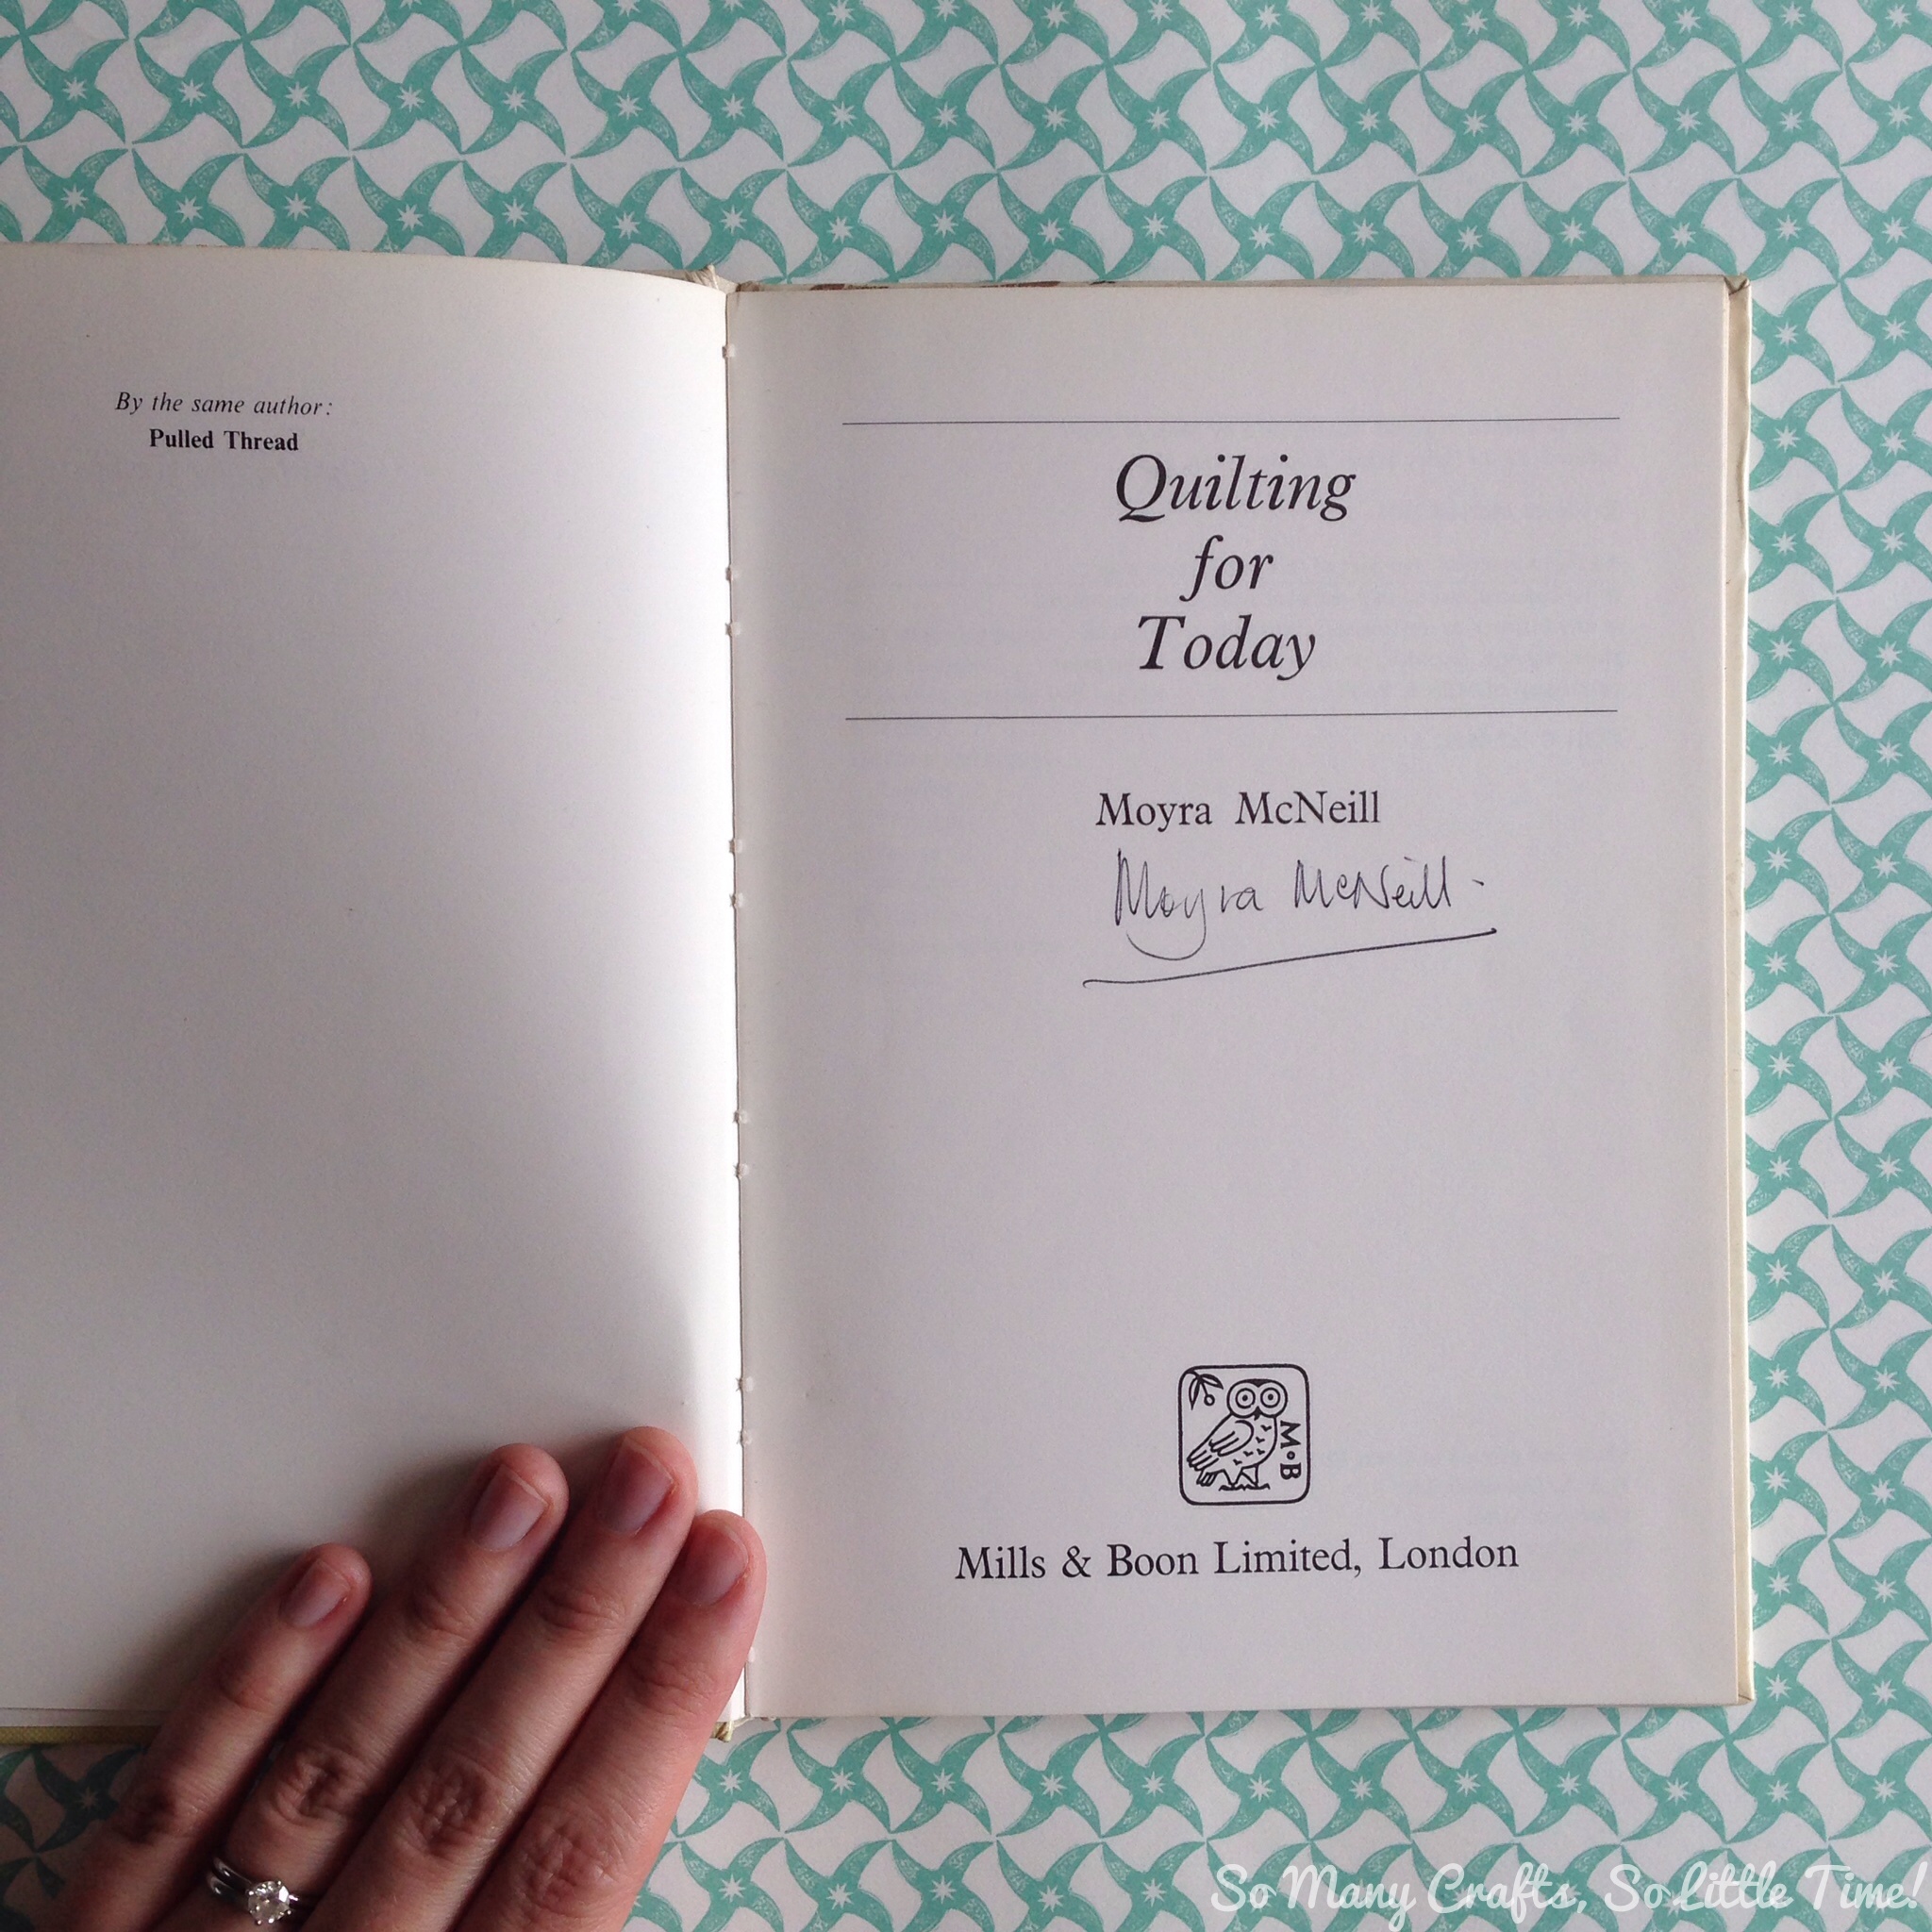 By the same author:
Pulled Thread
Quilting
for
Today
Moyra McNeill
Moyra McNeill
M·B
Mills & Boon Limited, London
So Many Crafts, So Little Time!